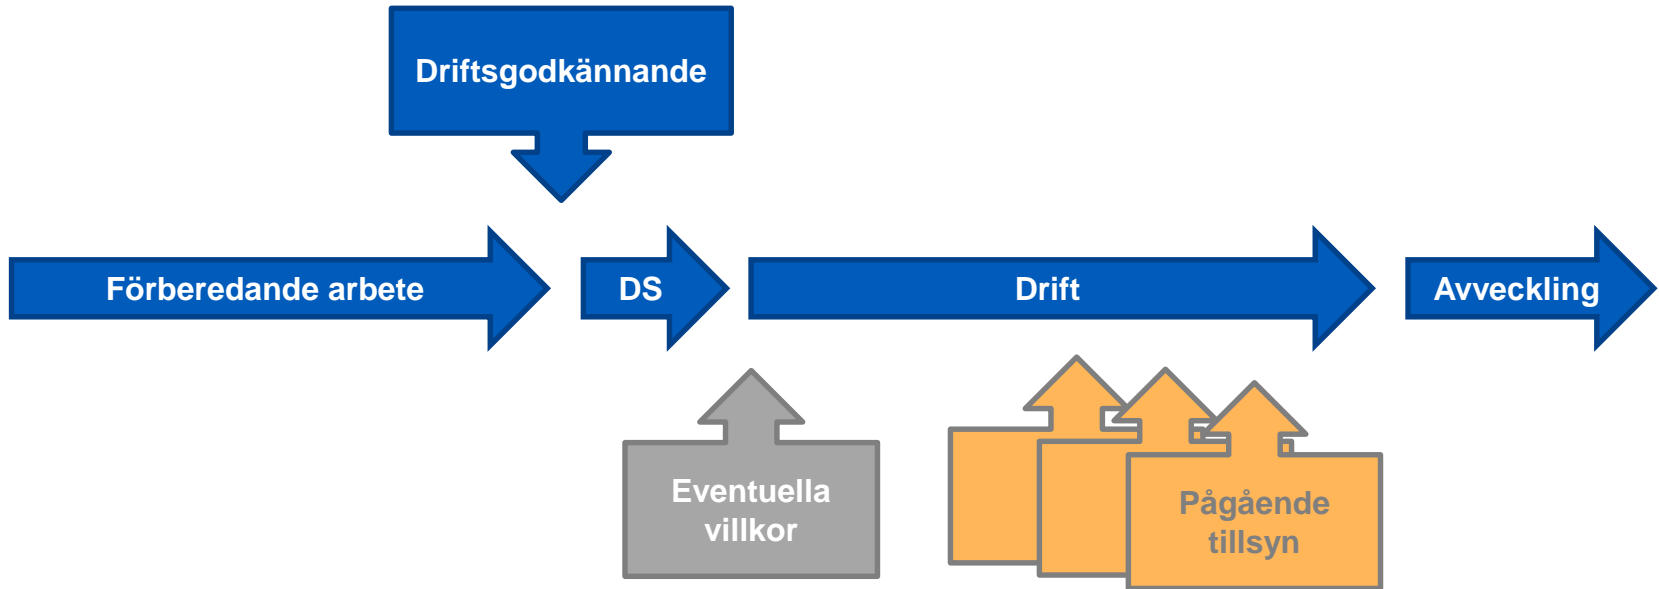 Driftsgodkännande
Förberedande arbete
DS
Drift
Avveckling
Eventuella
villkor
Pågående
tillsyn